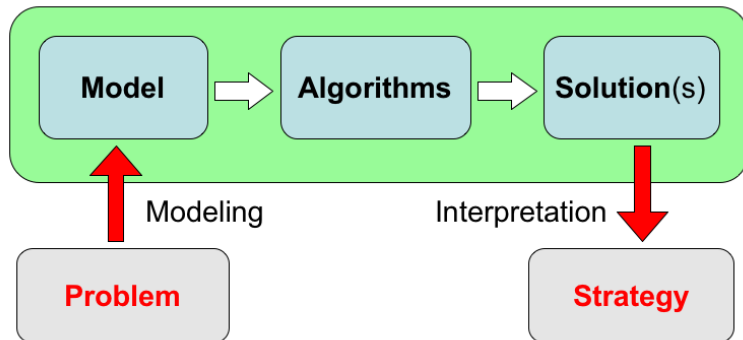 Model
Algorithms
Solution(s)
Modeling
Interpretation
Problem
Strategy